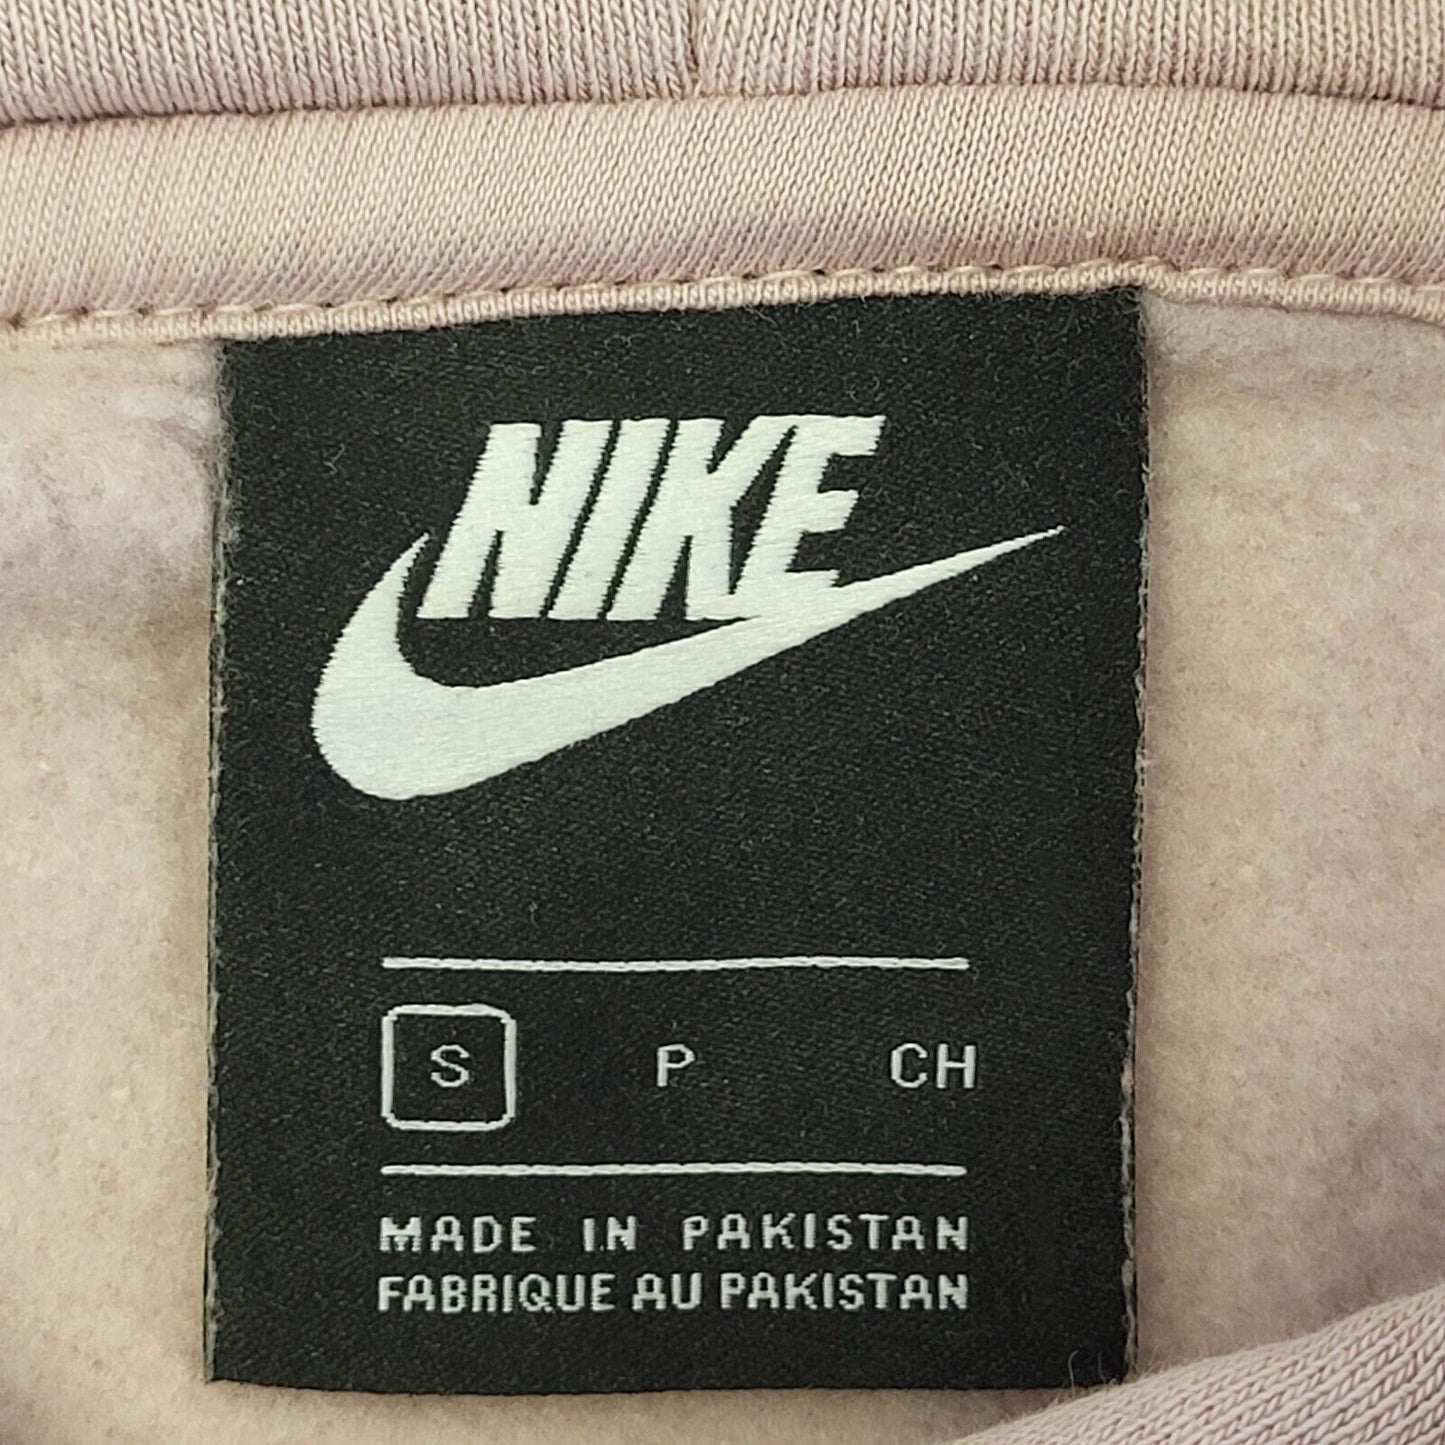 NIKE
S P CH
MADE IN PAKISTAN
FABRIQUE AU PAKISTAN